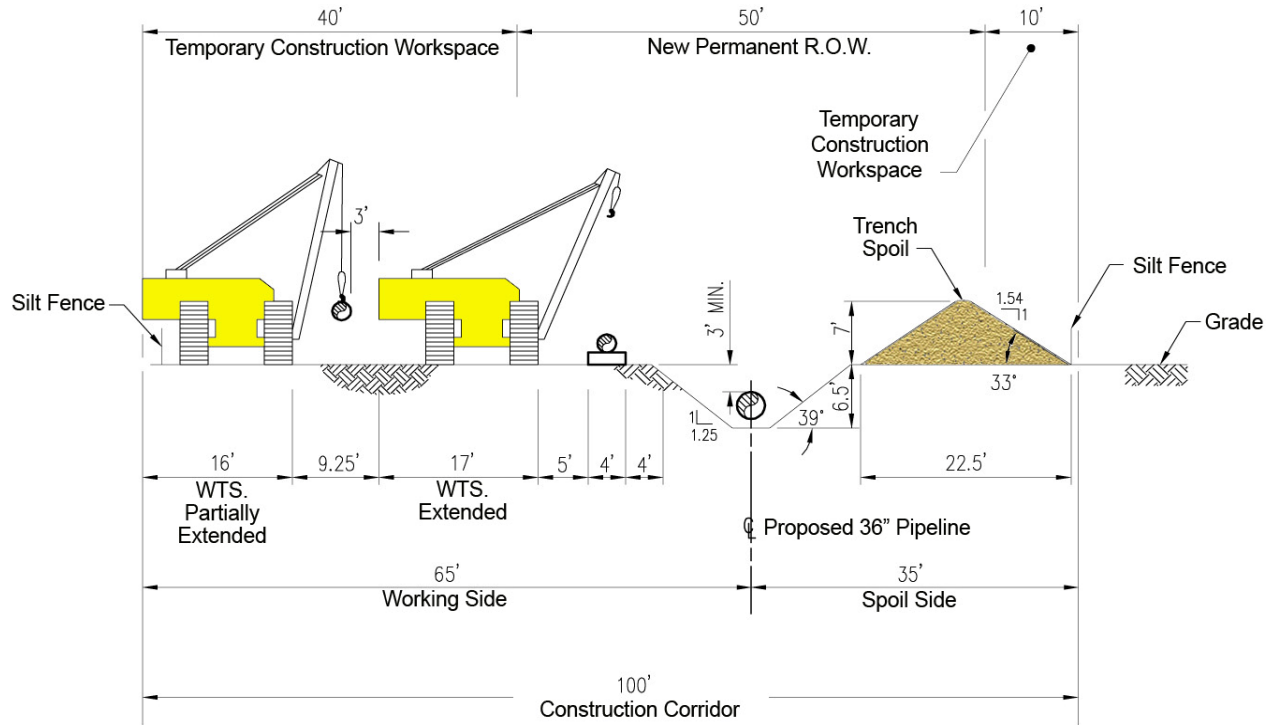 40’
50’
10’
Temporary Construction Workspace
New Permanent R.O.W.
Temporary
Construction
Workspace
3’
Trench
Spoil
Silt Fence
Silt Fence
1.54
1
3’ MIN.
7’
Grade
33°
6.5’
1
1.25
39°
16’
9.25’
17’
5’
4’
4’
22.5’
WTS.
Partially
Extended
WTS.
Extended
℄ Proposed 36” Pipeline
65’
35’
Working Side
Spoil Side
100’
Construction Corridor